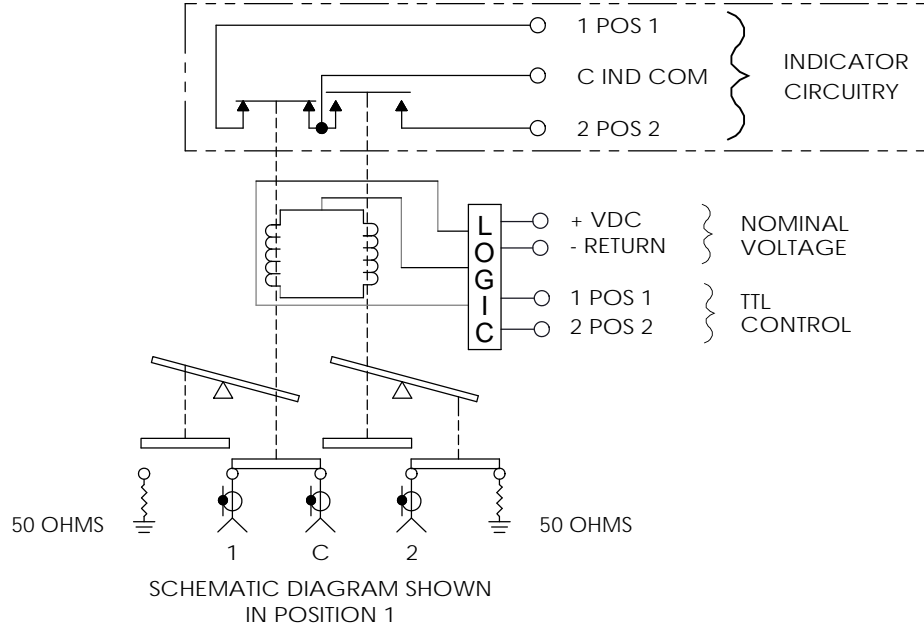 1 POS 1
C IND COM
2 POS 2
INDICATOR
CIRCUITRY
LOGIC
+ VDC
- RETURN
NOMINAL
VOLTAGE
1 POS 1
2 POS 2
TTL
CONTROL
50 OHMS
50 OHMS
1
C
2
SCHEMATIC DIAGRAM SHOWN
IN POSITION 1